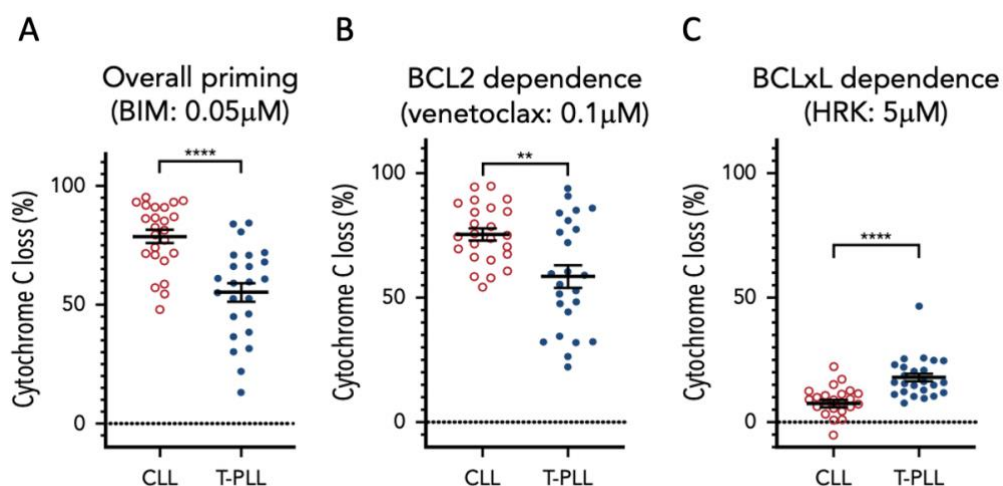 A
Overall priming
(BIM: 0.05μM)
Cytochrome C loss (%)
100
50
0
****
CLL
T-PLL
B
BCL2 dependence
(venetoclax: 0.1μM)
Cytochrome C loss (%)
100
50
0
**
CLL
T-PLL
C
BCLxL dependence
(HRK: 5μM)
Cytochrome C loss (%)
100
50
0
****
CLL
T-PLL